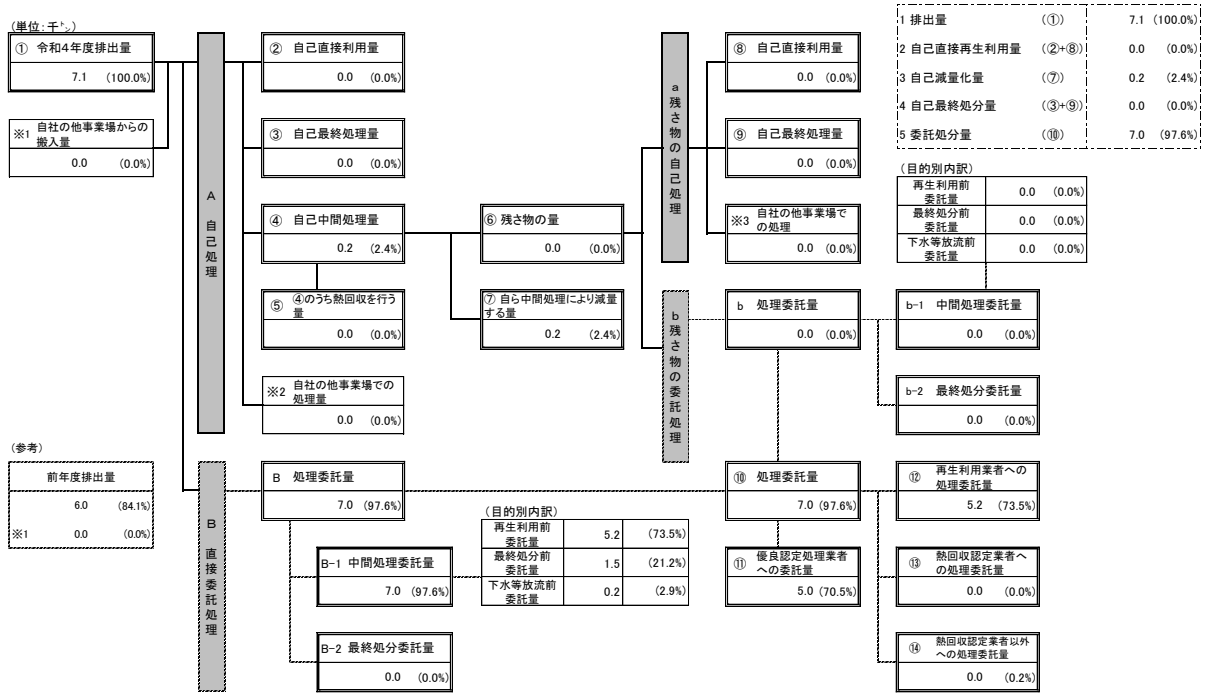 (単位:千㌧)
① 令和4年度排出量
7.1 (100.0%)
※1 自社の他事業場からの
搬入量
0.0 (0.0%)
A 自己処理
② 自己直接利用量
0.0 (0.0%)
③ 自己最終処理量
0.0 (0.0%)
④ 自己中間処理量
0.2 (2.4%)
⑤ ④のうち熱回収を行う
量
0.0 (0.0%)
※2 自社の他事業場での
処理量
0.0 (0.0%)
⑥ 残さ物の量
0.0 (0.0%)
⑦ 自ら中間処理により減量
する量
0.2 (2.4%)
a 残さ物の自己処理
⑧ 自己直接利用量
0.0 (0.0%)
⑨ 自己最終処理量
0.0 (0.0%)
※3 自社の他事業場で
の処理
0.0 (0.0%)
1 排出量 (①) 7.1 (100.0%)
2 自己直接再生利用量 (②+⑧) 0.0 (0.0%)
3 自己減量化量 (⑦) 0.2 (2.4%)
4 自己最終処分量 (③+⑨) 0.0 (0.0%)
5 委託処分量 (⑩) 7.0 (97.6%)
(目的別内訳)
再生利用前
委託量 0.0 (0.0%)
最終処分前
委託量 0.0 (0.0%)
下水等放流前
委託量 0.0 (0.0%)
b 残さ物の委託処理
b 処理委託量
0.0 (0.0%)
b-1 中間処理委託量
0.0 (0.0%)
b-2 最終処分委託量
0.0 (0.0%)
(参考)
前年度排出量
6.0 (84.1%)
※1 0.0 (0.0%)
B 直接委託処理
B 処理委託量
7.0 (97.6%)
B-1 中間処理委託量
7.0 (97.6%)
B-2 最終処分委託量
0.0 (0.0%)
(目的別内訳)
再生利用前
委託量 5.2 (73.5%)
最終処分前
委託量 1.5 (21.2%)
下水等放流前
委託量 0.2 (2.9%)
⑩ 処理委託量
7.0 (97.6%)
⑪ 優良認定処理業者
への委託量
5.0 (70.5%)
⑫ 再生利用業者への
処理委託量
5.2 (73.5%)
⑬ 熱回収認定業者へ
の処理委託量
0.0 (0.0%)
⑭ 熱回収認定業者以外
への処理委託量
0.0 (0.2%)